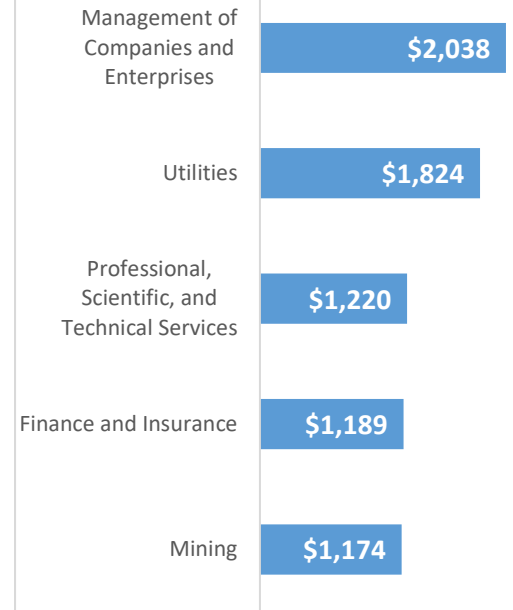 Management of
Companies and
Enterprises
$2,038
Utilities
$1,824
Professional,
Scientific, and
Technical Services
$1,220
Finance and Insurance
$1,189
Mining
$1,174